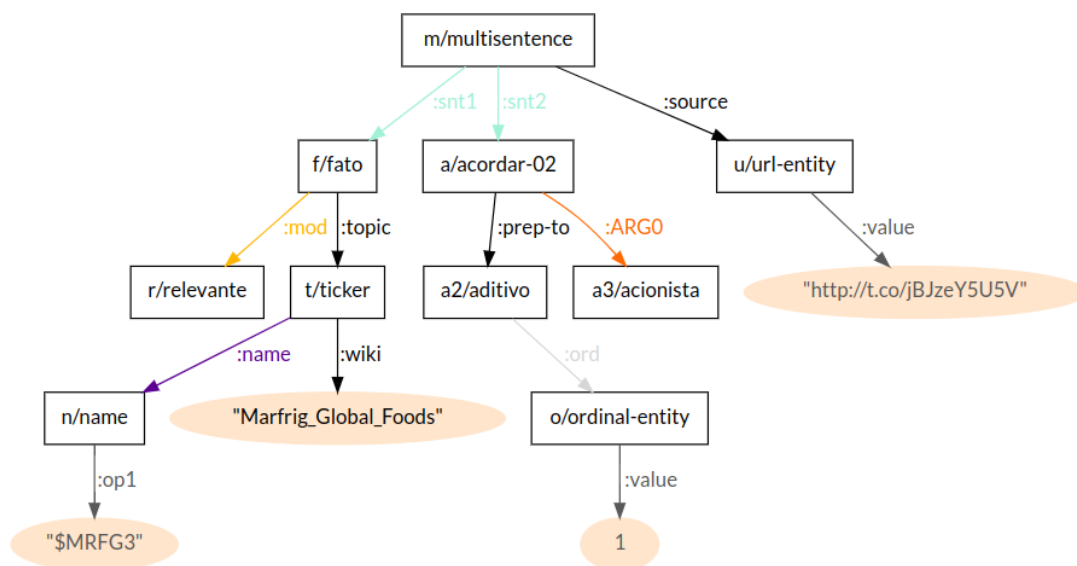 m/multisentence
:snt1 :snt2 :source
f/fato a/acordar-02 u/url-entity
:mod :topic :prep-to :ARG0 :value
r/relevante t/ticker a2/aditivo a3/acionista "http://t.co/jBJzeY5U5V"
:name :wiki :ord
n/name "Marfrig_Global_Foods" o/ordinal-entity
:op1 :value
"$MRFG3" 1